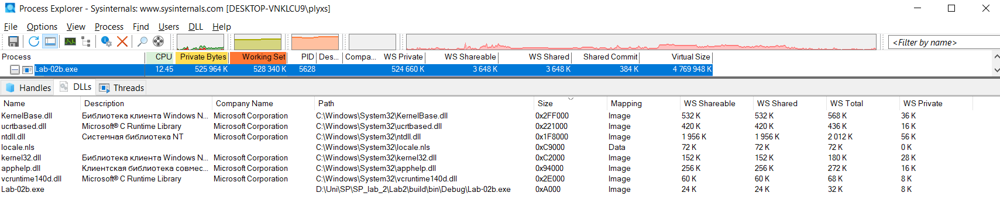 Process Explorer - Sysinternals: www.sysinternals.com [DESKTOP-VNKLCU9\plyxs]
File Options View Process Find Users DLL Help
<Filter by name>
Process CPU Private Bytes Working Set PID Des... Compa... WS Private WS Shareable WS Shared Shared Commit Virtual Size
Lab-02b.exe 12.45 525 964 K 528 340 K 5628 524 660 K 3 648 K 3 648 K 384 K 4 769 948 K
Handles DLLs Threads
Name Description Company Name Path Size Mapping WS Shareable WS Shared WS Total WS Private
KernelBase.dll Библиотека клиента Windows N... Microsoft Corporation C:\Windows\System32\KernelBase.dll 0x2FF000 Image 532 K 532 K 568 K 36 K
ucrtbased.dll Microsoft® C Runtime Library Microsoft Corporation C:\Windows\System32\ucrtbased.dll 0x221000 Image 420 K 420 K 436 K 16 K
ntdll.dll Системная библиотека NT Microsoft Corporation C:\Windows\System32\ntdll.dll 0x1F8000 Image 1 956 K 1 956 K 2 012 K 56 K
locale.nls C:\Windows\System32\locale.nls 0xC9000 Data 72 K 72 K 72 K 0 K
kernel32.dll Библиотека клиента Windows N... Microsoft Corporation C:\Windows\System32\kernel32.dll 0xC2000 Image 152 K 152 K 180 K 28 K
apphelp.dll Клиентская библиотека совмес... Microsoft Corporation C:\Windows\System32\apphelp.dll 0x94000 Image 256 K 256 K 272 K 16 K
vcruntime140d.dll Microsoft® C Runtime Library Microsoft Corporation C:\Windows\System32\vcruntime140d.dll 0x2E000 Image 60 K 60 K 68 K 8 K
Lab-02b.exe D:\Uni\SP\SP_lab_2\Lab2\build\bin\Debug\Lab-02b.exe 0xA000 Image 24 K 24 K 32 K 8 K